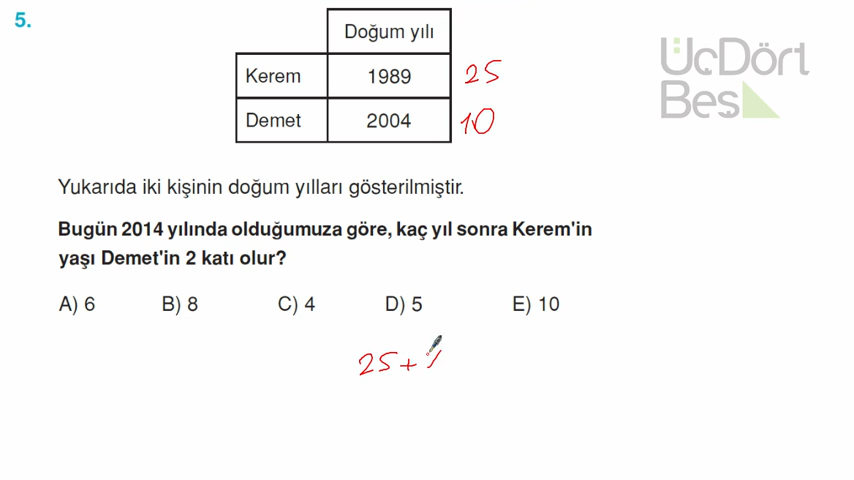 5.
Doğum yılı
Kerem 1989 25
Demet 2004 10
ÜçDört
Beş
Yukarıda iki kişinin doğum yılları gösterilmiştir.
Bugün 2014 yılında olduğumuza göre, kaç yıl sonra Kerem'in
yaşı Demet'in 2 katı olur?
A) 6 B) 8 C) 4 D) 5 E) 10
25+